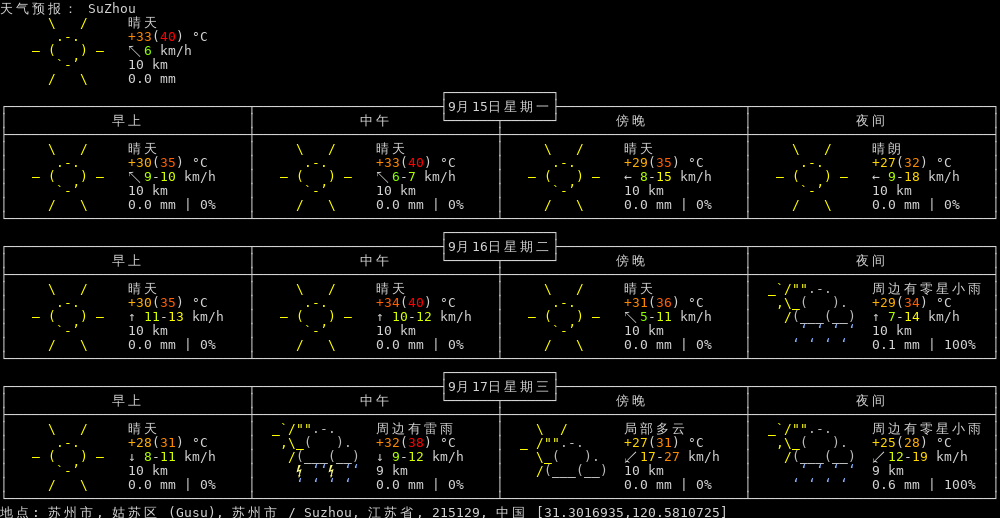 天气预报: SuZhou
晴天
+33(40) °C
↖ 6 km/h
10 km
0.0 mm
9月15日星期一
早上 中午 傍晚 夜间
晴天 晴天 晴天 晴朗
+30(35) °C +33(40) °C +29(35) °C +27(32) °C
↖ 9-10 km/h ↖ 6-7 km/h ← 8-15 km/h ← 9-18 km/h
10 km 10 km 10 km 10 km
0.0 mm | 0% 0.0 mm | 0% 0.0 mm | 0% 0.0 mm | 0%
9月16日星期二
早上 中午 傍晚 夜间
晴天 晴天 晴天 周边有零星小雨
+30(35) °C +34(40) °C +31(36) °C +29(34) °C
↑ 11-13 km/h ↑ 10-12 km/h ↖ 5-11 km/h ↑ 7-14 km/h
10 km 10 km 10 km 10 km
0.0 mm | 0% 0.0 mm | 0% 0.0 mm | 0% 0.1 mm | 100%
9月17日星期三
早上 中午 傍晚 夜间
晴天 周边有雷雨 局部多云 周边有零星小雨
+28(31) °C +32(38) °C +27(31) °C +25(28) °C
↓ 8-11 km/h ↓ 9-12 km/h ↙ 17-27 km/h ↙ 12-19 km/h
10 km 9 km 10 km 9 km
0.0 mm | 0% 0.0 mm | 0% 0.0 mm | 0% 0.6 mm | 100%
地点: 苏州市, 姑苏区 (Gusu), 苏州市 / Suzhou, 江苏省, 215129, 中国 [31.3016935,120.5810725]